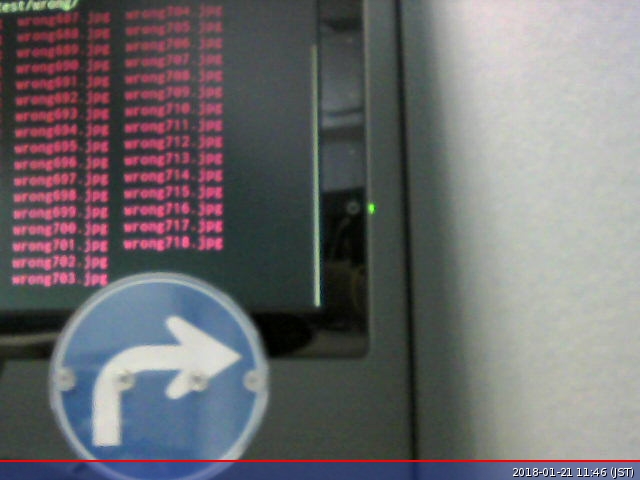 test/wrong/
wrong687.jpg wrong704.jpg
wrong688.jpg wrong705.jpg
wrong689.jpg wrong706.jpg
wrong690.jpg wrong707.jpg
wrong691.jpg wrong708.jpg
wrong692.jpg wrong709.jpg
wrong693.jpg wrong710.jpg
wrong694.jpg wrong711.jpg
wrong695.jpg wrong712.jpg
wrong696.jpg wrong713.jpg
wrong697.jpg wrong714.jpg
wrong698.jpg wrong715.jpg
wrong699.jpg wrong716.jpg
wrong700.jpg wrong717.jpg
wrong701.jpg wrong718.jpg
wrong702.jpg
wrong703.jpg
2018-01-21 11:46 (JST)